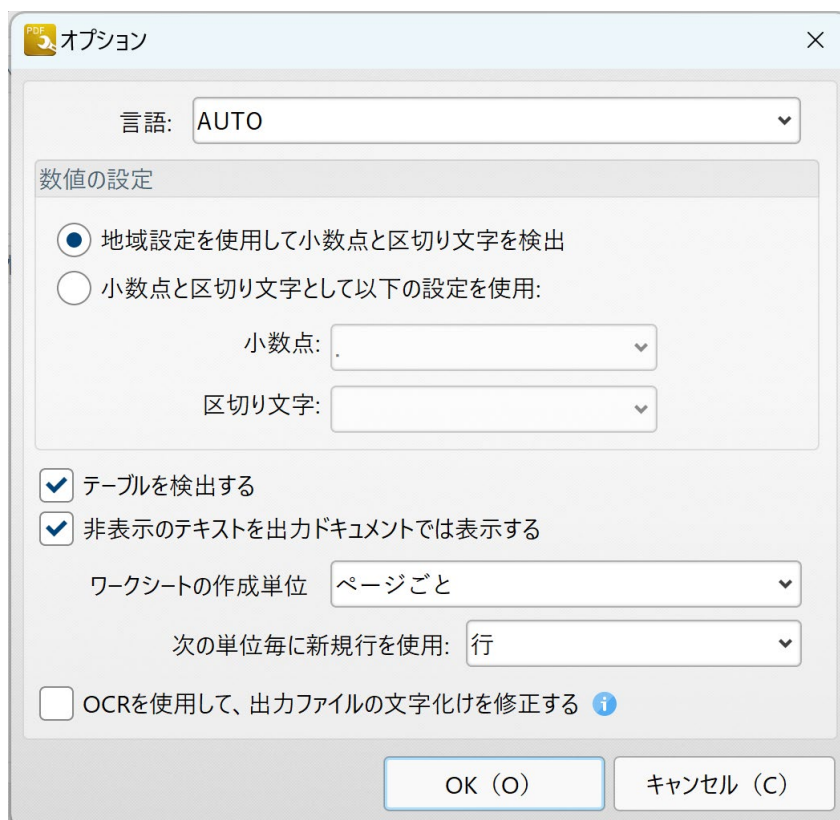 PDF
オプション
言語: AUTO
数値の設定
地域設定を使用して小数点と区切り文字を検出
小数点と区切り文字として以下の設定を使用:
小数点: .
区切り文字:
テーブルを検出する
非表示のテキストを出力ドキュメントでは表示する
ワークシートの作成単位 ページごと
次の単位毎に新規行を使用: 行
OCRを使用して、出力ファイルの文字化けを修正する i
OK（O） キャンセル（C）